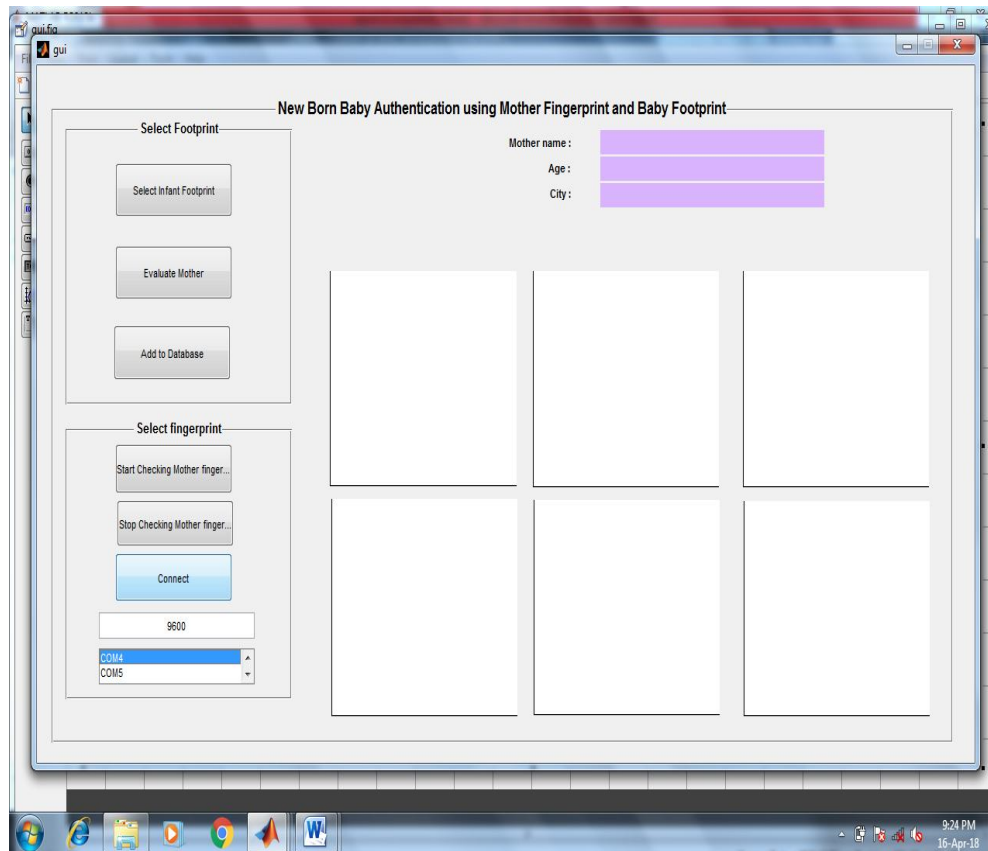 gui.fig
gui
New Born Baby Authentication using Mother Fingerprint and Baby Footprint
Select Footprint
Select Infant Footprint
Evaluate Mother
Add to Database
Mother name :
Age :
City :
Select fingerprint
Start Checking Mother finger...
Stop Checking Mother finger...
Connect
9600
COM4
COM5
9:24 PM
16-Apr-18